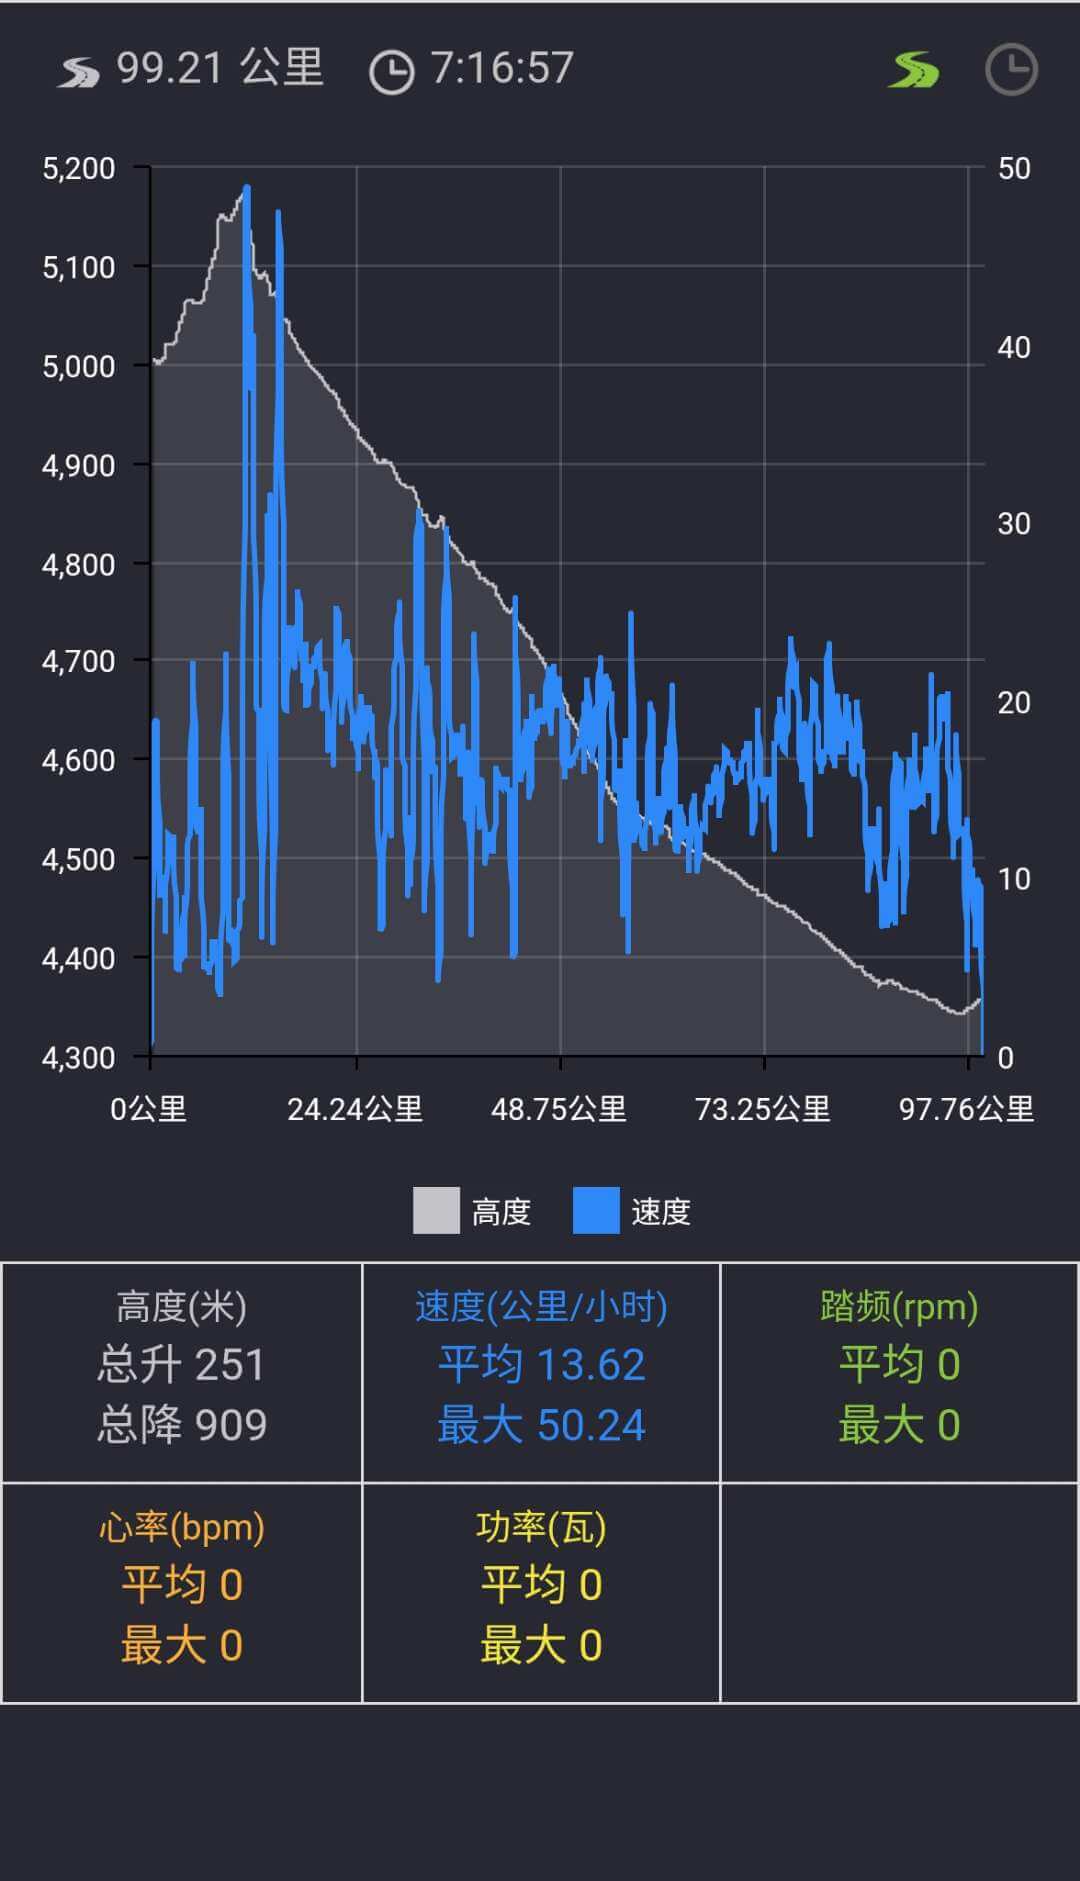 99.21 公里 7:16:57
5,200 50
5,100
5,000 40
4,900
4,800 30
4,700
4,600 20
4,500 10
4,400
4,300 0
0公里 24.24公里 48.75公里 73.25公里 97.76公里
高度 速度
高度(米) 速度(公里/小时) 踏频(rpm)
总升 251 平均 13.62 平均 0
总降 909 最大 50.24 最大 0
心率(bpm) 功率(瓦)
平均 0 平均 0
最大 0 最大 0